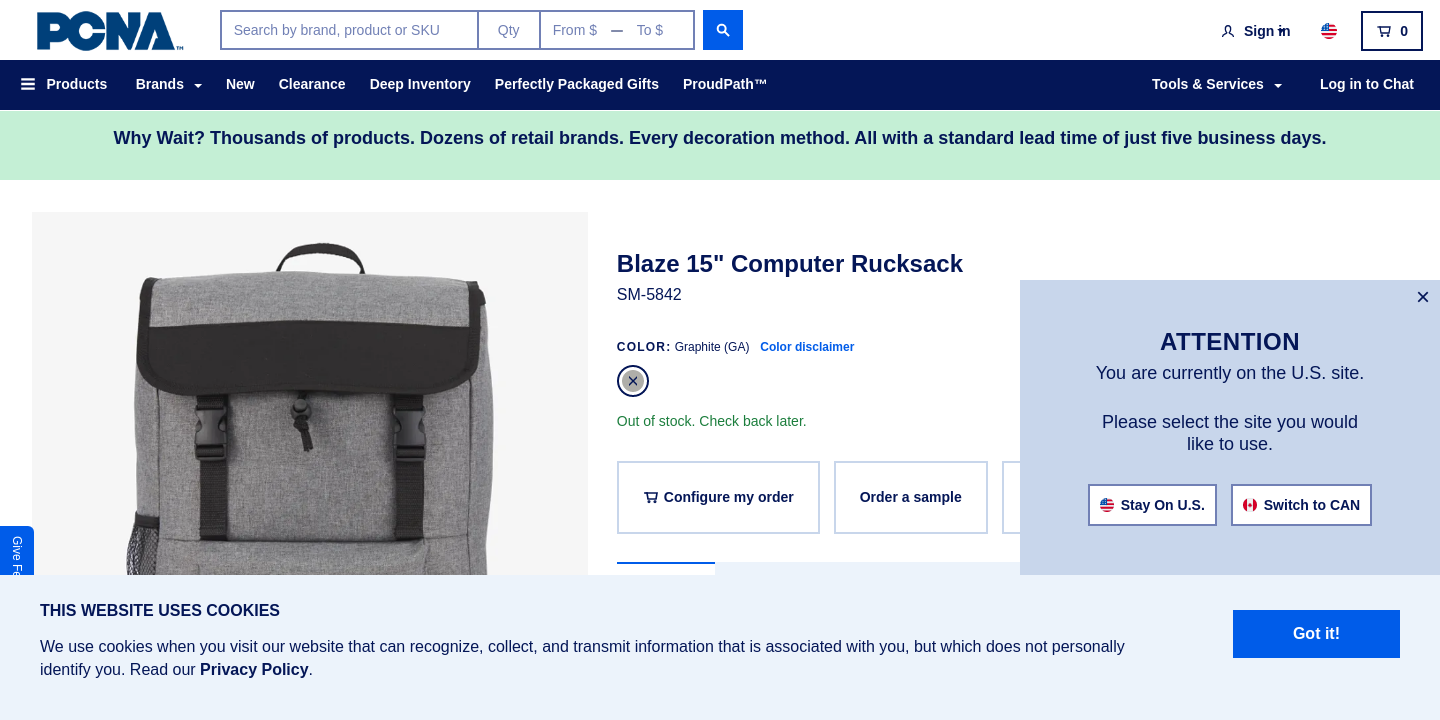 PCNA™
Search by brand, product or SKU
Qty
From $ — To $
Sign in
0
Products
Brands
New
Clearance
Deep Inventory
Perfectly Packaged Gifts
ProudPath™
Tools & Services
Log in to Chat
Why Wait? Thousands of products. Dozens of retail brands. Every decoration method. All with a standard lead time of just five business days.
Blaze 15" Computer Rucksack
SM-5842
COLOR: Graphite (GA) Color disclaimer
Out of stock. Check back later.
Configure my order
Order a sample
ATTENTION
You are currently on the U.S. site.
Please select the site you would
like to use.
Stay On U.S.
Switch to CAN
Give
THIS WEBSITE USES COOKIES
We use cookies when you visit our website that can recognize, collect, and transmit information that is associated with you, but which does not personally
identify you. Read our Privacy Policy.
Got it!